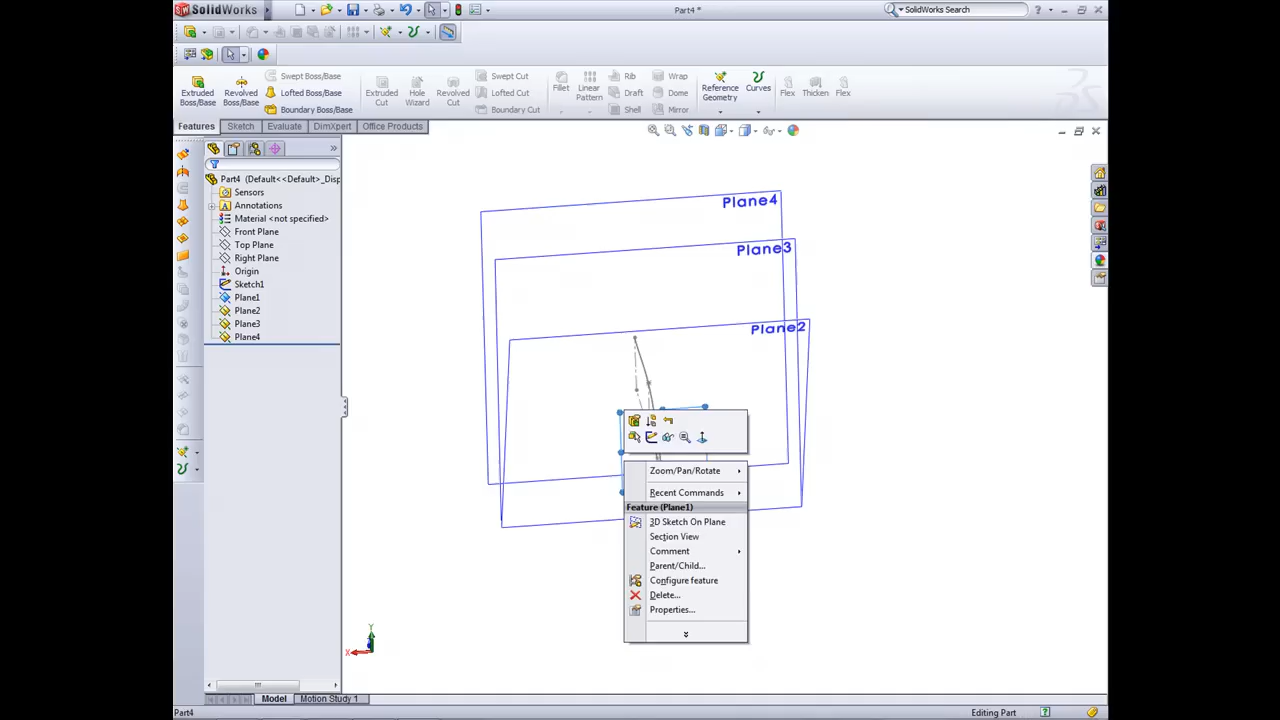 SolidWorks
Part4 *
SolidWorks Search
Extruded Boss/Base
Revolved Boss/Base
Swept Boss/Base
Lofted Boss/Base
Boundary Boss/Base
Extruded Cut
Hole Wizard
Revolved Cut
Swept Cut
Lofted Cut
Boundary Cut
Fillet
Linear Pattern
Rib
Draft
Shell
Wrap
Dome
Mirror
Reference Geometry
Curves
Flex
Thicken
Flex
Features
Sketch
Evaluate
DimXpert
Office Products
Part4 (Default<<Default>_Disp
Sensors
Annotations
Material <not specified>
Front Plane
Top Plane
Right Plane
Origin
Sketch1
Plane1
Plane2
Plane3
Plane4
Plane4
Plane3
Plane2
Zoom/Pan/Rotate
Recent Commands
Feature (Plane1)
3D Sketch On Plane
Section View
Comment
Parent/Child...
Configure feature
Delete...
Properties...
Y
X
Model
Motion Study 1
Part4
Editing Part